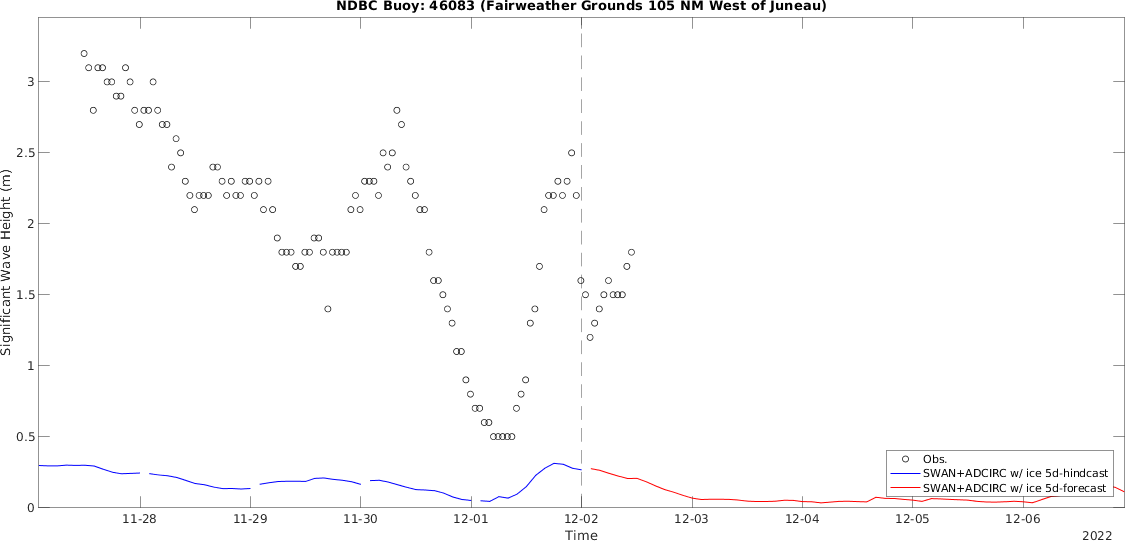 NDBC Buoy: 46083 (Fairweather Grounds 105 NM West of Juneau)
Significant Wave Height (m)
3
2.5
2
1.5
1
0.5
0
Obs.
SWAN+ADCIRC w/ ice 5d-hindcast
SWAN+ADCIRC w/ ice 5d-forecast
11-28 11-29 11-30 12-01 12-02 12-03 12-04 12-05 12-06
Time
2022